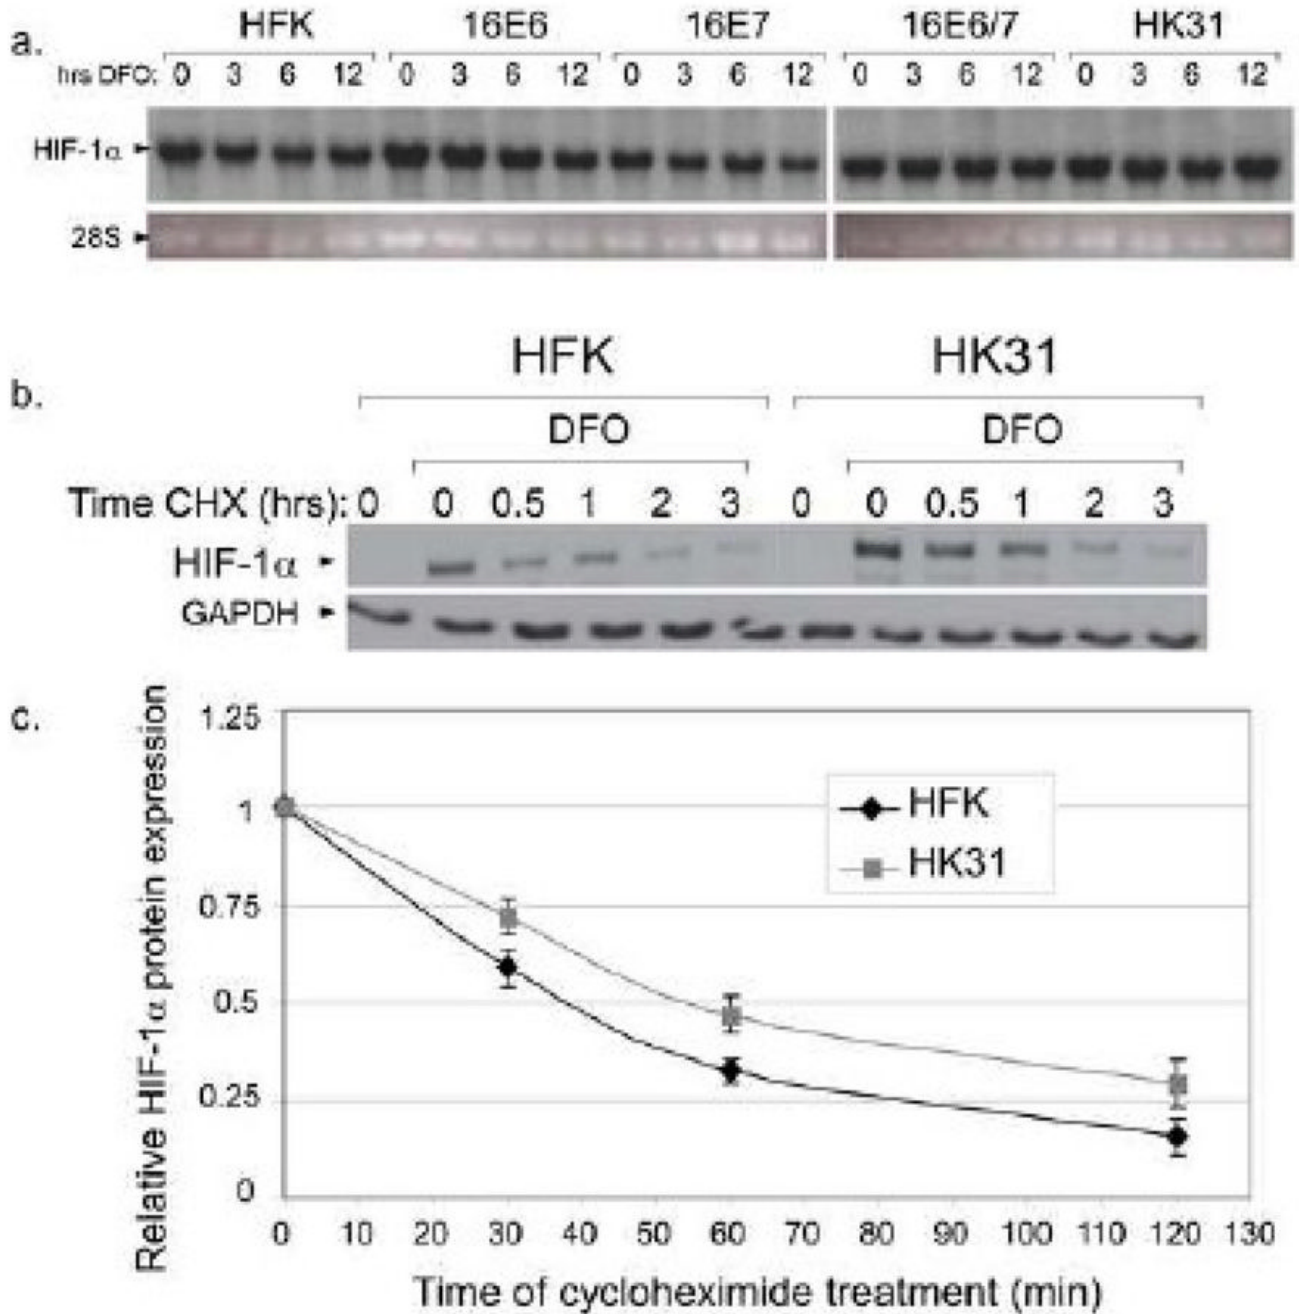 a.
HFK 16E6 16E7 16E6/7 HK31
hrs DFO: 0 3 6 12 0 3 6 12 0 3 6 12 0 3 6 12 0 3 6 12
HIF-1α
28S
b.
HFK HK31
DFO DFO
Time CHX (hrs): 0 0 0.5 1 2 3 0 0 0.5 1 2 3
HIF-1α
GAPDH
c.
Relative HIF-1α protein expression
1.25
1
0.75
0.5
0.25
0
HFK
HK31
0 10 20 30 40 50 60 70 80 90 100 110 120 130
Time of cycloheximide treatment (min)